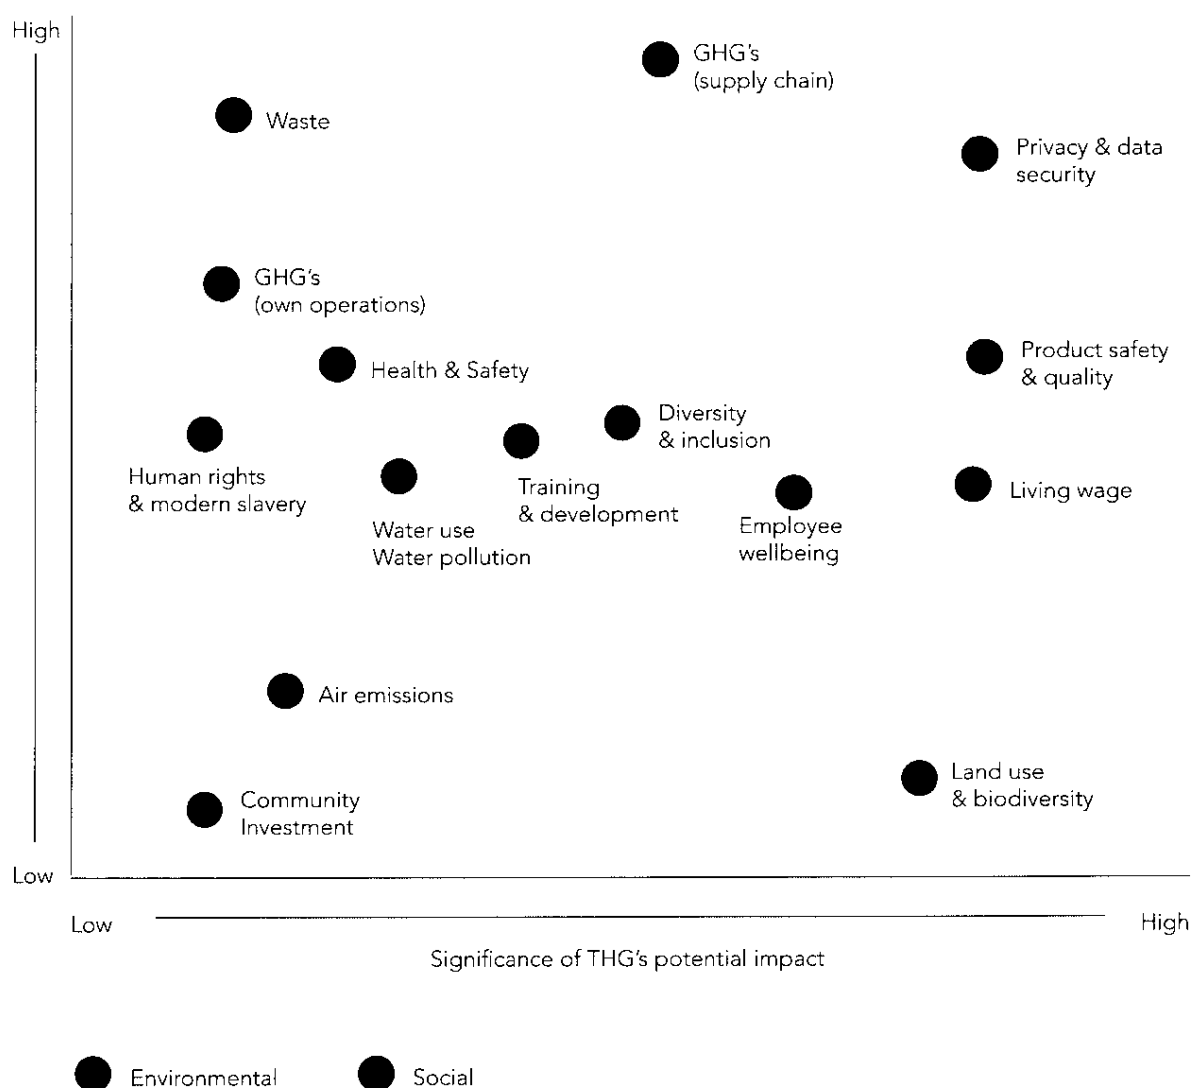 High
GHG's
(supply chain)
Waste
Privacy & data
security
GHG's
(own operations)
Product safety
& quality
Health & Safety
Diversity
& inclusion
Human rights
& modern slavery
Training
& development
Living wage
Water use
Water pollution
Employee
wellbeing
Air emissions
Land use
& biodiversity
Community
Investment
Low
Low
High
Significance of THG's potential impact
Environmental
Social